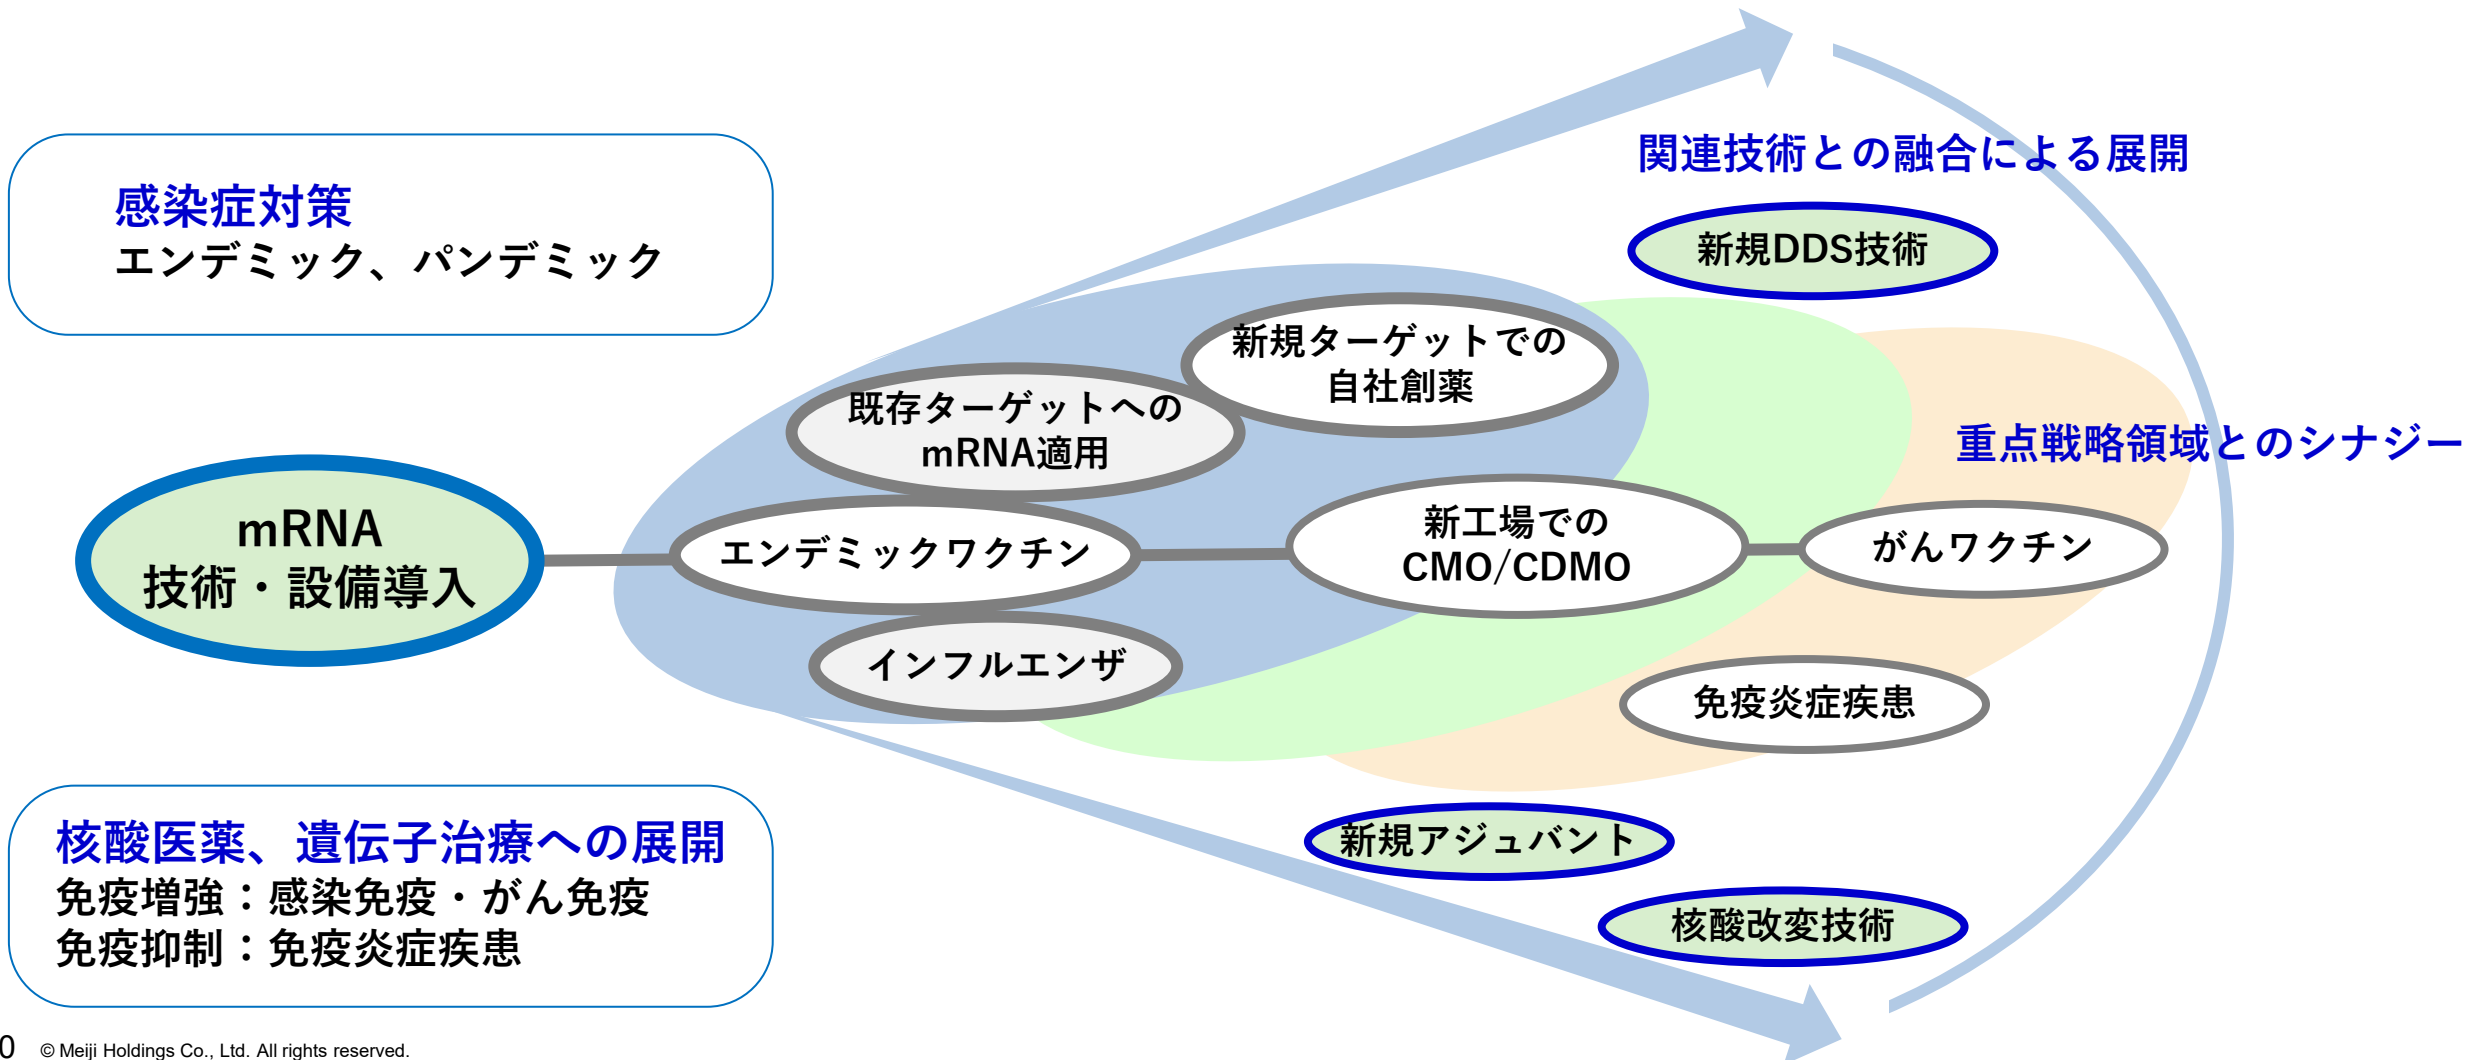 感染症対策
エンデミック、パンデミック
関連技術との融合による展開
新規DDS技術
新規ターゲットでの
自社創薬
既存ターゲットへの
mRNA適用
重点戦略領域とのシナジー
mRNA
技術・設備導入
エンデミックワクチン
新工場での
CMO/CDMO
がんワクチン
インフルエンザ
免疫炎症疾患
核酸医薬、遺伝子治療への展開
免疫増強：感染免疫・がん免疫
免疫抑制：免疫炎症疾患
新規アジュバント
核酸改変技術
0 © Meiji Holdings Co., Ltd. All rights reserved.